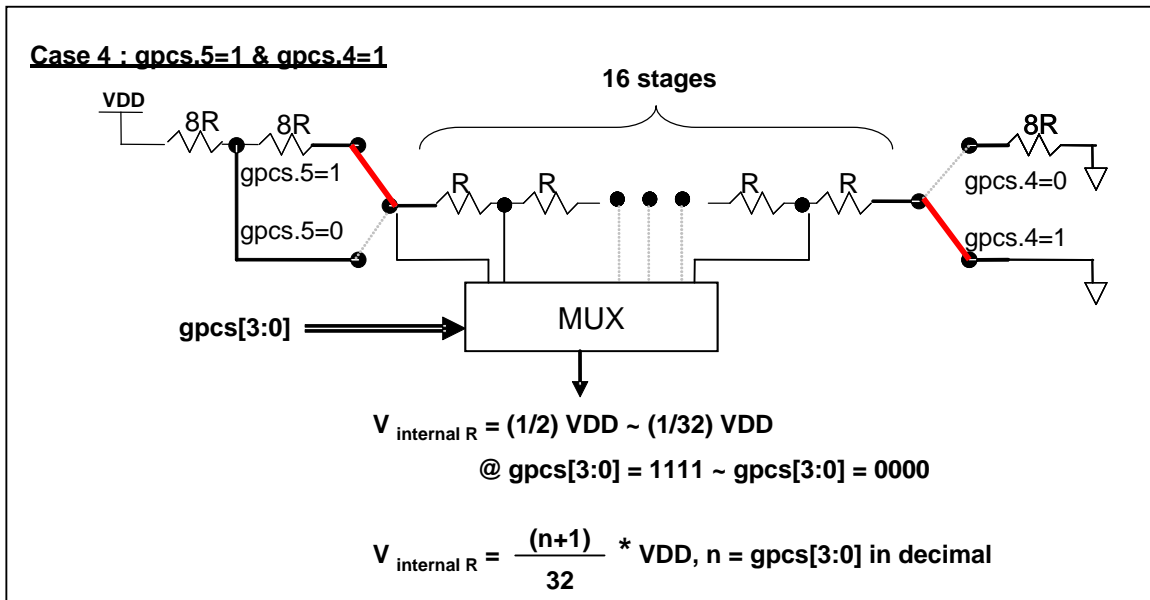 Case 4 : gpcs.5=1 & gpcs.4=1
16 stages
VDD
8R 8R 8R
gpcs.5=1
R R R R
gpcs.4=0
gpcs.5=0
gpcs.4=1
MUX
gpcs[3:0]
V internal R = (1/2) VDD ~ (1/32) VDD
@ gpcs[3:0] = 1111 ~ gpcs[3:0] = 0000
V internal R = (n+1) / 32 * VDD, n = gpcs[3:0] in decimal